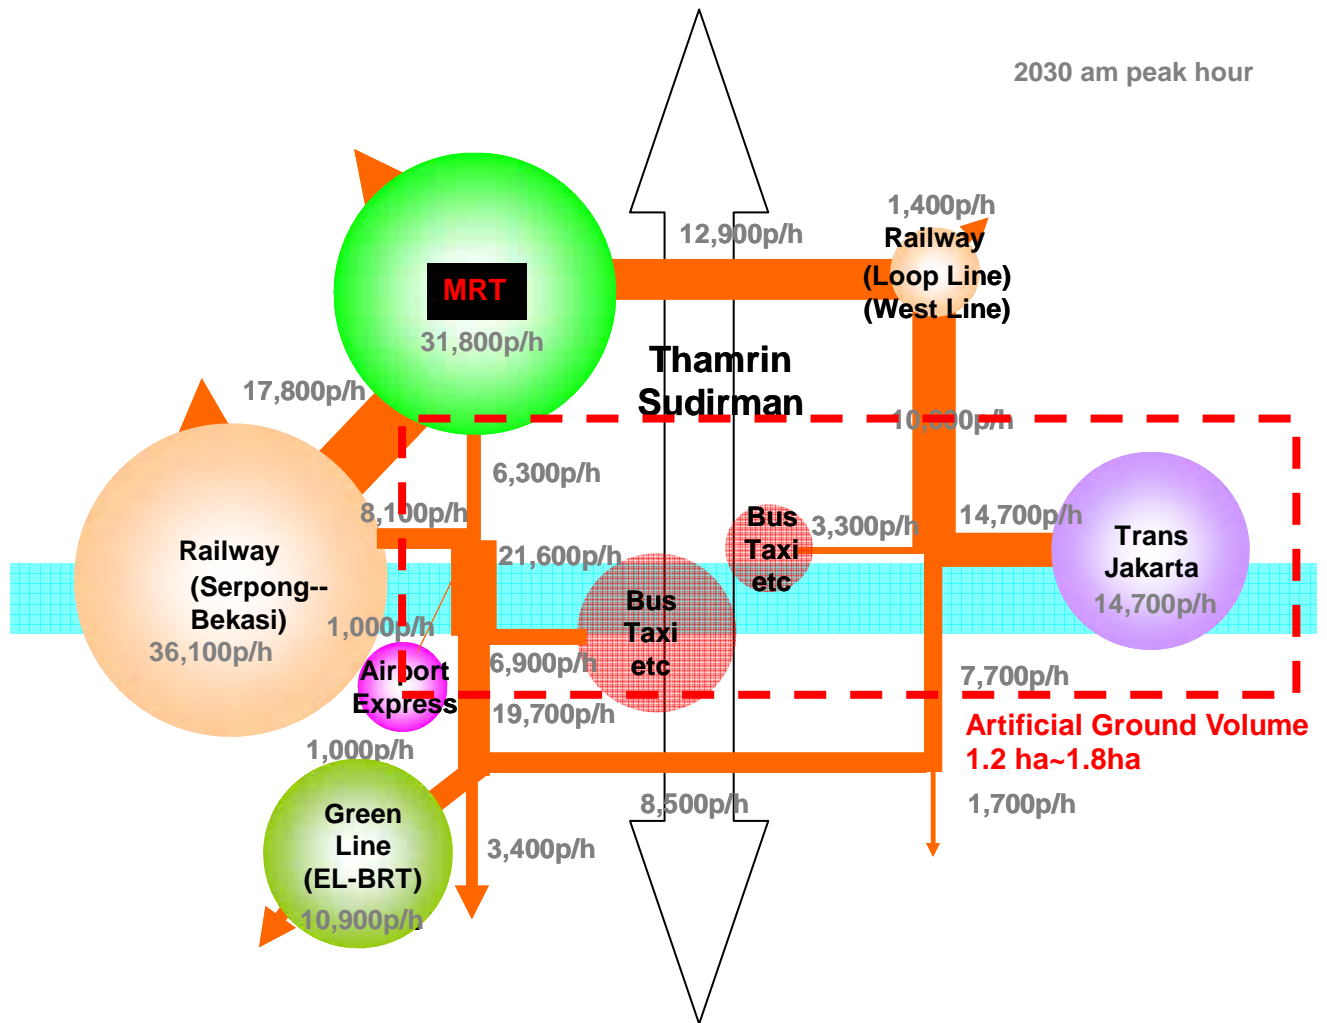 2030 am peak hour
1,400p/h
12,900p/h
Railway
(Loop Line)
(West Line)
MRT
31,800p/h
Thamrin
Sudirman
17,800p/h
6,300p/h
8,100p/h
Bus
Taxi
etc
3,300p/h
14,700p/h
Trans
Jakarta
14,700p/h
Railway
(Serpong--
Bekasi)
36,100p/h
21,600p/h
Bus
Taxi
etc
1,000p/h
6,900p/h
Airport
Express
19,700p/h
7,700p/h
Artificial Ground Volume
1.2 ha~1.8ha
1,000p/h
8,500p/h
1,700p/h
Green
Line
(EL-BRT)
10,900p/h
3,400p/h